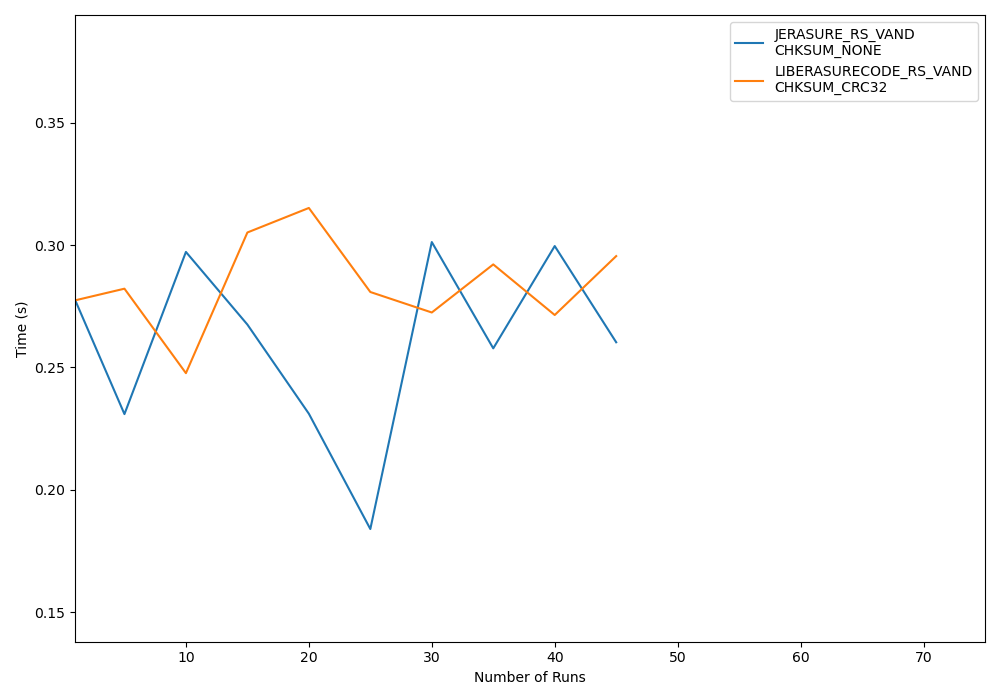 JERASURE_RS_VAND
CHKSUM_NONE
LIBERASURECODE_RS_VAND
CHKSUM_CRC32
0.35
0.30
0.25
0.20
0.15
Time (s)
10 20 30 40 50 60 70
Number of Runs